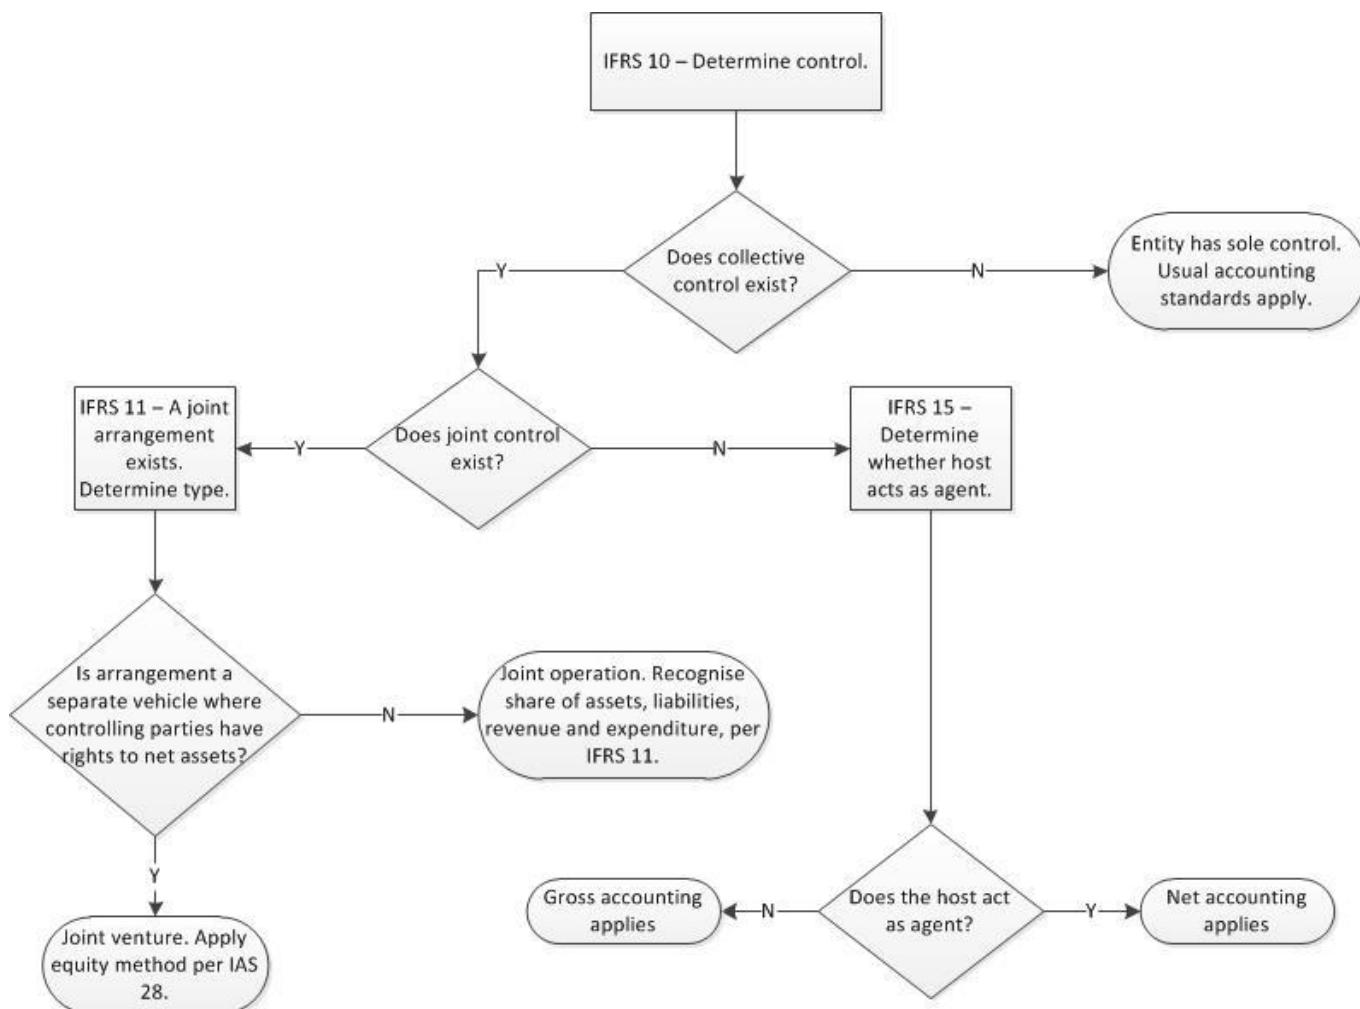 IFRS 10 – Determine control.
Does collective
control exist?
Y
N
Entity has sole control.
Usual accounting
standards apply.
IFRS 11 – A joint
arrangement
exists.
Determine type.
Y
Does joint control
exist?
N
IFRS 15 –
Determine
whether host
acts as agent.
Is arrangement a
separate vehicle where
controlling parties have
rights to net assets?
N
Joint operation. Recognise
share of assets, liabilities,
revenue and expenditure, per
IFRS 11.
Y
Joint venture. Apply
equity method per IAS
28.
Gross accounting
applies
N
Does the host act
as agent?
Y
Net accounting
applies